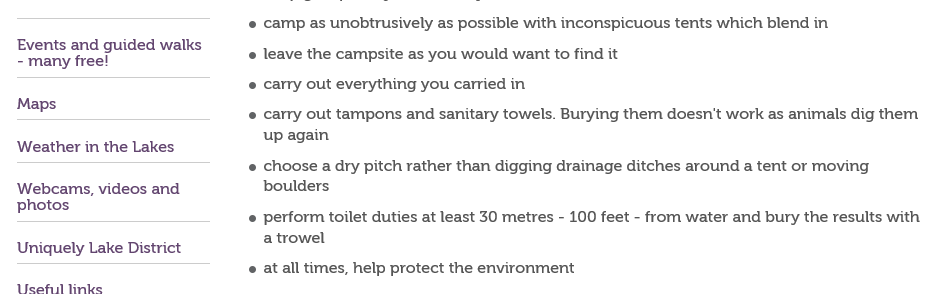 Events and guided walks
- many free!
Maps
Weather in the Lakes
Webcams, videos and
photos
Uniquely Lake District
Useful links
camp as unobtrusively as possible with inconspicuous tents which blend in
leave the campsite as you would want to find it
carry out everything you carried in
carry out tampons and sanitary towels. Burying them doesn't work as animals dig them
up again
choose a dry pitch rather than digging drainage ditches around a tent or moving
boulders
perform toilet duties at least 30 metres - 100 feet - from water and bury the results with
a trowel
at all times, help protect the environment